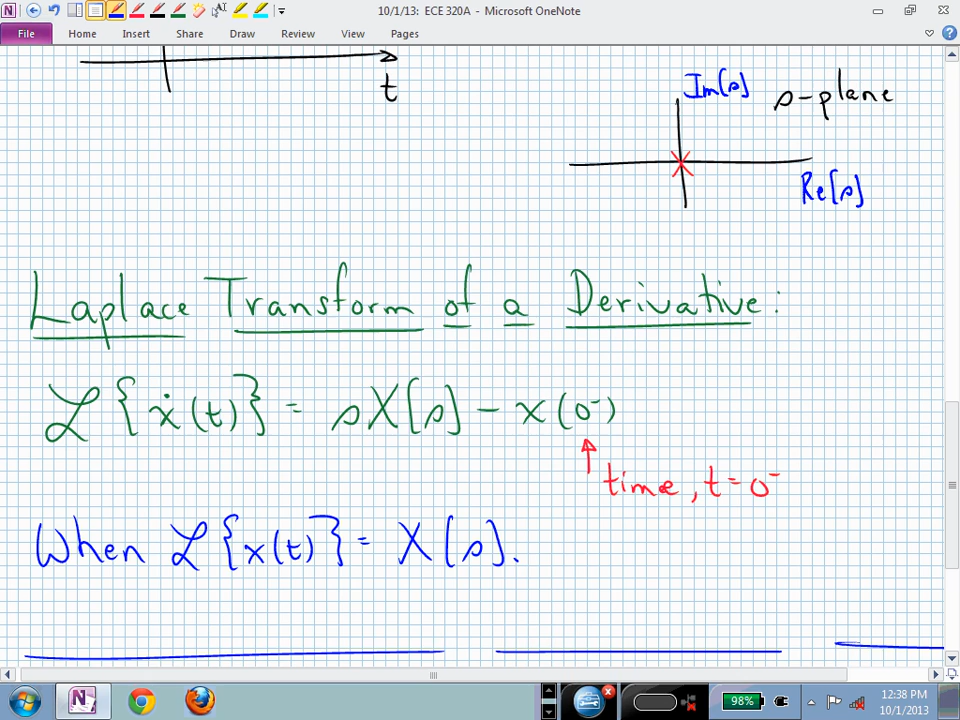 10/1/13: ECE 320A - Microsoft OneNote
File Home Insert Share Draw Review View Pages
t
Im[s] s-plane
Re[s]
Laplace Transform of a Derivative:
ℒ{ẋ(t)} = sX[s] - x(0⁻)
time, t=0⁻
When ℒ{x(t)} = X[s].
98%
12:38 PM
10/1/2013